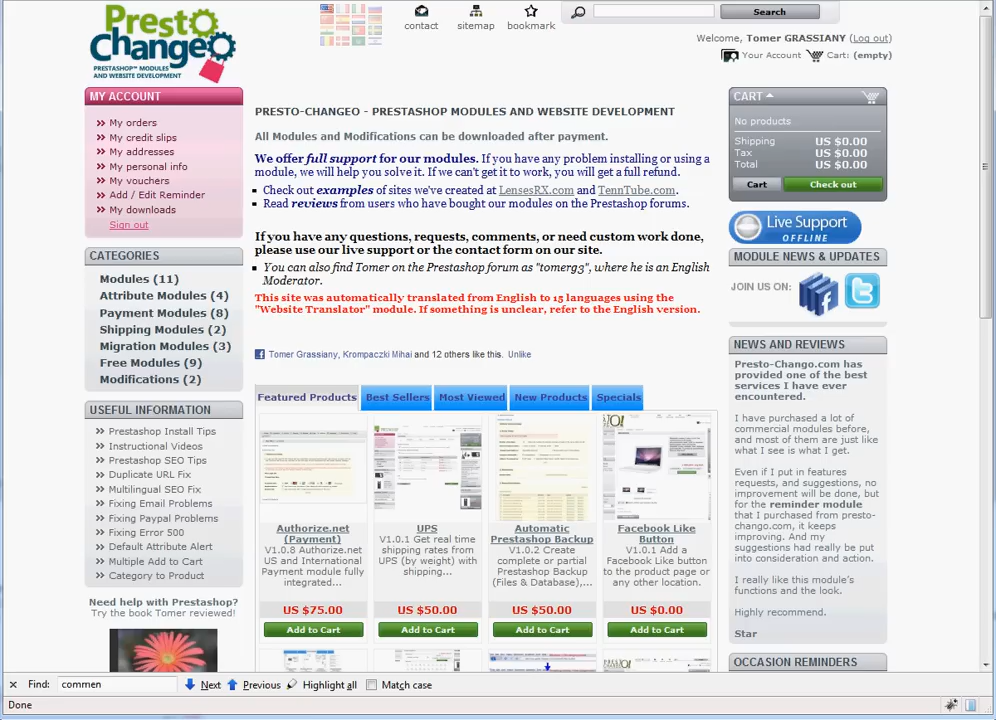 Presto
Changeo
PRESTASHOP™ MODULES
AND WEBSITE DEVELOPMENT
contact
sitemap
bookmark
Search
Welcome, Tomer GRASSIANY (Log out)
Your Account
Cart: (empty)
MY ACCOUNT
My orders
My credit slips
My addresses
My personal info
My vouchers
Add / Edit Reminder
My downloads
Sign out
CATEGORIES
Modules (11)
Attribute Modules (4)
Payment Modules (8)
Shipping Modules (2)
Migration Modules (3)
Free Modules (9)
Modifications (2)
USEFUL INFORMATION
Prestashop Install Tips
Instructional Videos
Prestashop SEO Tips
Duplicate URL Fix
Multilingual SEO Fix
Fixing Email Problems
Fixing Paypal Problems
Fixing Error 500
Default Attribute Alert
Multiple Add to Cart
Category to Product
Need help with Prestashop?
Try the book Tomer reviewed!
PRESTO-CHANGEO - PRESTASHOP MODULES AND WEBSITE DEVELOPMENT
All Modules and Modifications can be downloaded after payment.
We offer full support for our modules. If you have any problem installing or using a
module, we will help you solve it. If we can't get it to work, you will get a full refund.
Check out examples of sites we've created at LensesRX.com and TennTube.com.
Read reviews from users who have bought our modules on the Prestashop forums.
If you have any questions, requests, comments, or need custom work done,
please use our live support or the contact form on our site.
You can also find Tomer on the Prestashop forum as "tomerg3", where he is an English
Moderator.
This site was automatically translated from English to 15 languages using the
"Website Translator" module. If something is unclear, refer to the English version.
Tomer Grassiany, Krompaczki Mihai and 12 others like this. Unlike
Featured Products
Best Sellers
Most Viewed
New Products
Specials
Authorize.net
(Payment)
V1.0.8 Authorize.net
US and International
Payment module fully
integrated...
US $75.00
Add to Cart
UPS
V1.0.1 Get real time
shipping rates from
UPS (by weight) with
shipping...
US $50.00
Add to Cart
Automatic
Prestashop Backup
V1.0.2 Create
complete or partial
Prestashop Backup
(Files & Database),...
US $50.00
Add to Cart
Facebook Like
Button
V1.0.1 Add a
Facebook Like button
to the product page or
any other location.
US $0.00
Add to Cart
CART
No products
Shipping US $0.00
Tax US $0.00
Total US $0.00
Cart
Check out
Live Support
OFFLINE
MODULE NEWS & UPDATES
JOIN US ON:
NEWS AND REVIEWS
Presto-Chango.com has
provided one of the best
services I have ever
encountered.
I have purchased a lot of
commercial modules before,
and most of them are just like
what I see is what I get.
Even if I put in features
requests, and suggestions, no
improvement will be done, but
for the reminder module
that I purchased from presto-
chango.com, it keeps
improving. And my
suggestions had really be put
into consideration and action.
I really like this module's
functions and the look.
Highly recommend.
Star
OCCASION REMINDERS
Find: commen
Next
Previous
Highlight all
Match case
Done